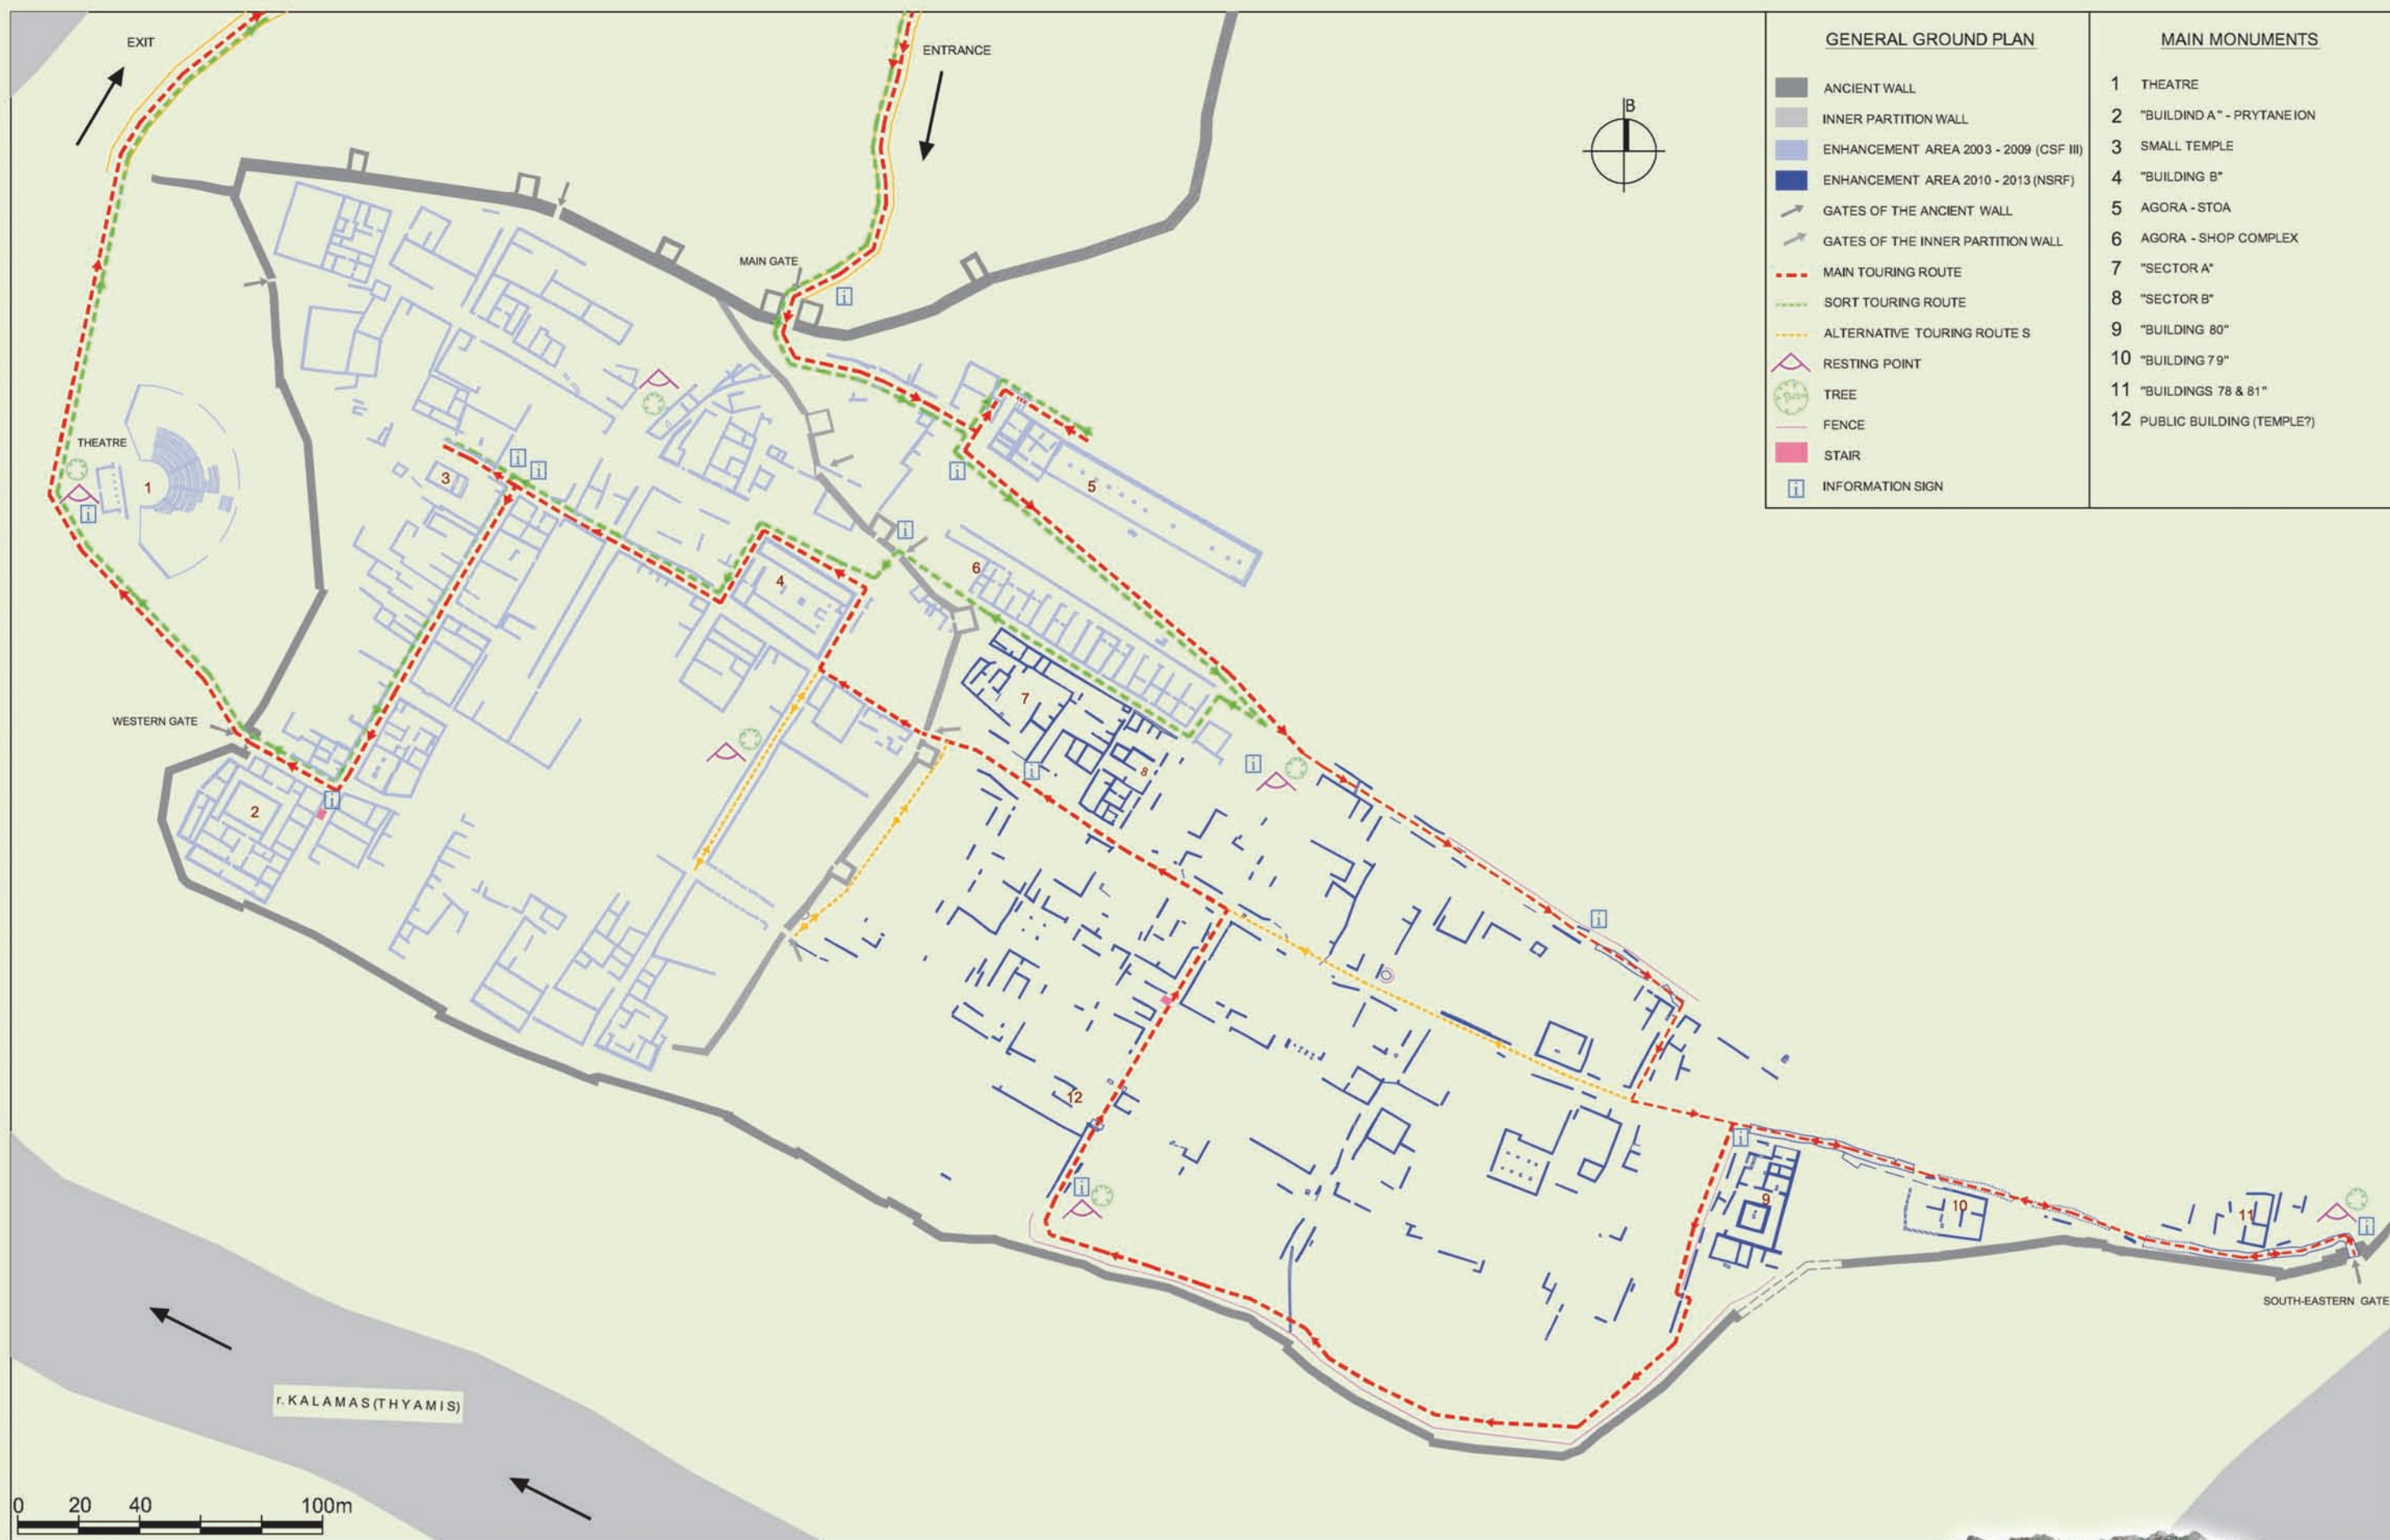 EXIT
ENTRANCE
B
MAIN GATE
THEATRE
WESTERN GATE
SOUTH-EASTERN GATE
1
2
3
4
5
6
7
8
9
10
11
12
i
i
i
i
i
i
i
i
i
i
i
i
i
r. KALAMAS (THYAMIS)
0 20 40 100m
GENERAL GROUND PLAN
ANCIENT WALL
INNER PARTITION WALL
ENHANCEMENT AREA 2003 - 2009 (CSF III)
ENHANCEMENT AREA 2010 - 2013 (NSRF)
GATES OF THE ANCIENT WALL
GATES OF THE INNER PARTITION WALL
MAIN TOURING ROUTE
SORT TOURING ROUTE
ALTERNATIVE TOURING ROUTE S
RESTING POINT
TREE
FENCE
STAIR
i INFORMATION SIGN
MAIN MONUMENTS
1 THEATRE
2 "BUILDIND A" - PRYTANEION
3 SMALL TEMPLE
4 "BUILDING B"
5 AGORA - STOA
6 AGORA - SHOP COMPLEX
7 "SECTOR A"
8 "SECTOR B"
9 "BUILDING 80"
10 "BUILDING 79"
11 "BUILDINGS 78 & 81"
12 PUBLIC BUILDING (TEMPLE?)